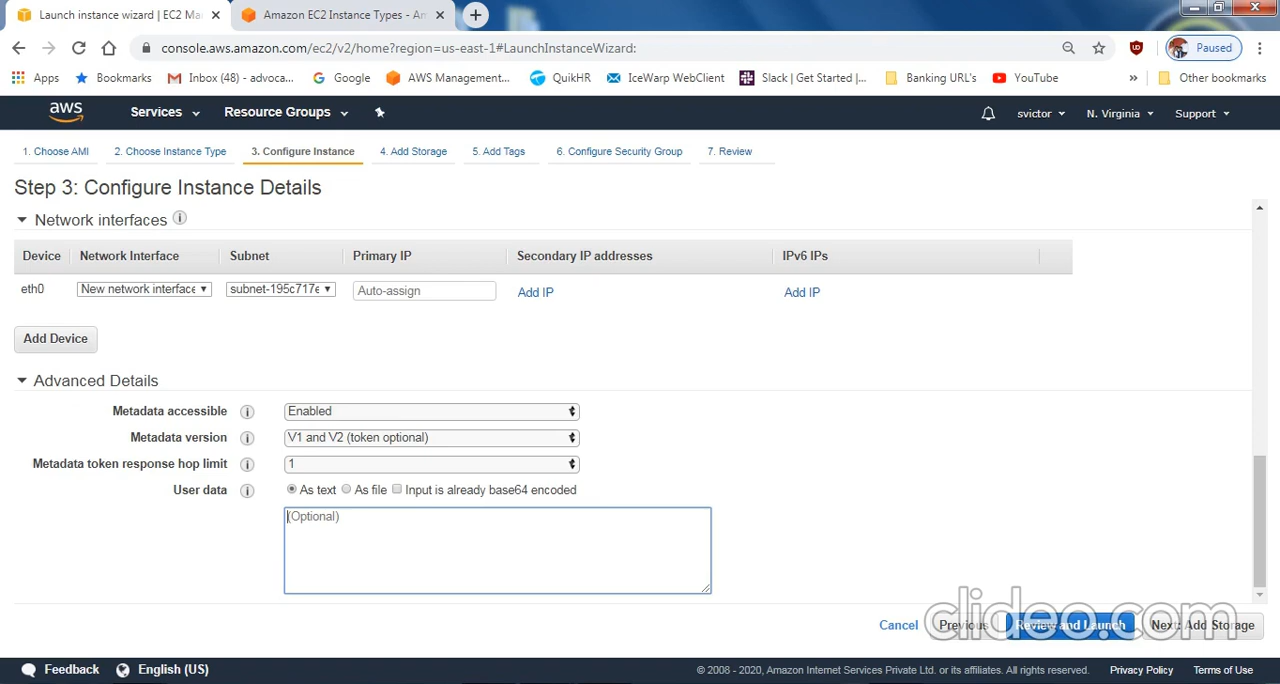 Launch instance wizard | EC2 Ma
Amazon EC2 Instance Types - Am
console.aws.amazon.com/ec2/v2/home?region=us-east-1#LaunchInstanceWizard:
Paused
Apps Bookmarks Inbox (48) - advoca... Google AWS Management... QuikHR IceWarp WebClient Slack | Get Started |... Banking URL's YouTube » Other bookmarks
aws Services Resource Groups svictor N. Virginia Support
1. Choose AMI 2. Choose Instance Type 3. Configure Instance 4. Add Storage 5. Add Tags 6. Configure Security Group 7. Review
Step 3: Configure Instance Details
Network interfaces
Device Network Interface Subnet Primary IP Secondary IP addresses IPv6 IPs
eth0 New network interface subnet-195c717e Auto-assign Add IP Add IP
Add Device
Advanced Details
Metadata accessible Enabled
Metadata version V1 and V2 (token optional)
Metadata token response hop limit 1
User data As text As file Input is already base64 encoded
(Optional)
Cancel Previous Review and Launch Next: Add Storage
clideo.com
Feedback English (US) © 2008 - 2020, Amazon Internet Services Private Ltd. or its affiliates. All rights reserved. Privacy Policy Terms of Use